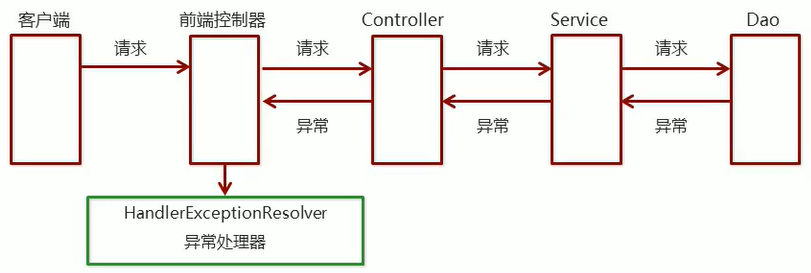 客户端 前端控制器 Controller Service Dao
请求 请求 请求 请求
异常 异常 异常
HandlerExceptionResolver
异常处理器